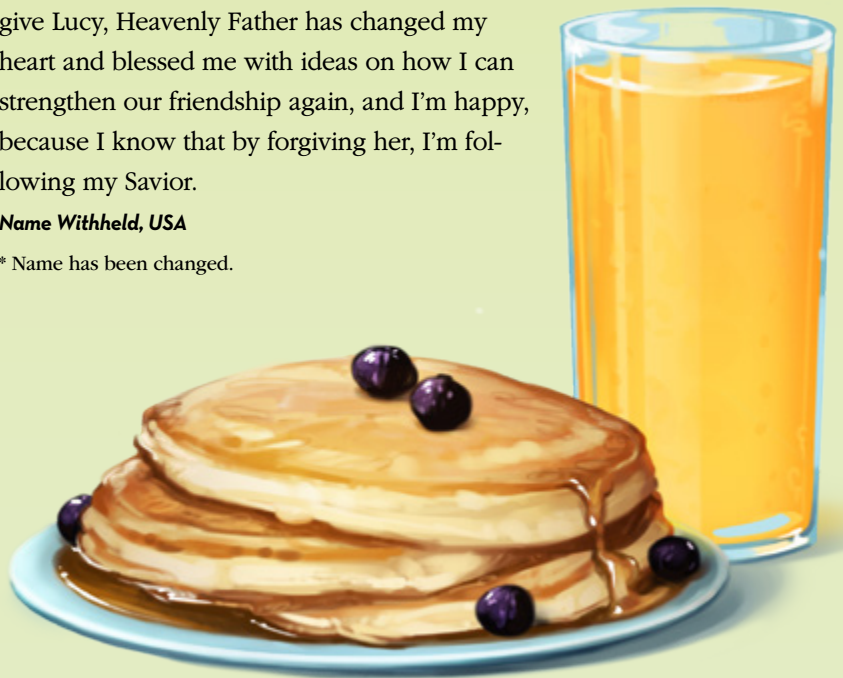 give Lucy, Heavenly Father has changed my
heart and blessed me with ideas on how I can
strengthen our friendship again, and I’m happy,
because I know that by forgiving her, I’m fol-
lowing my Savior.
Name Withheld, USA
* Name has been changed.